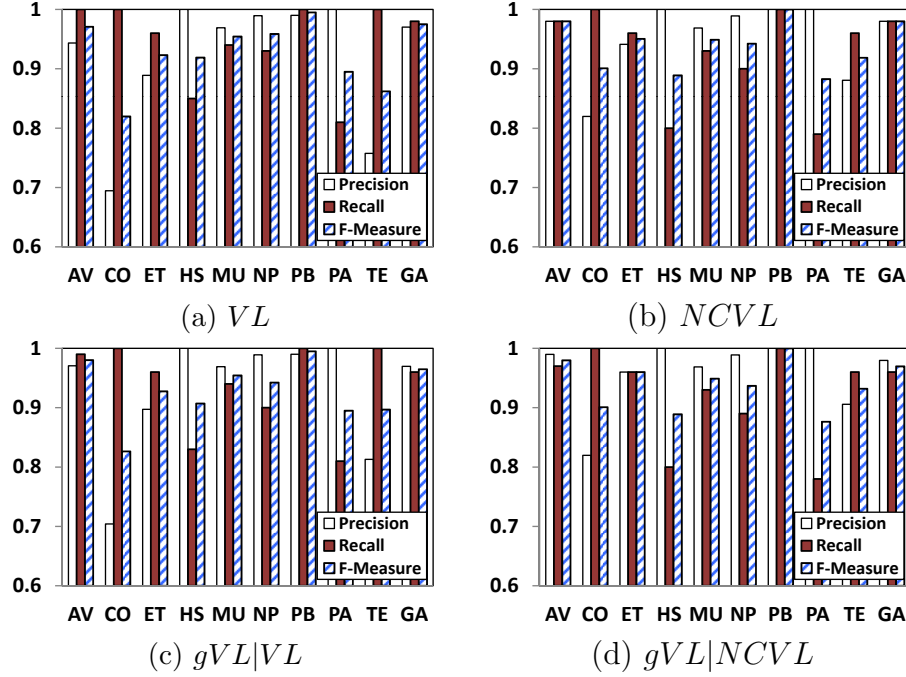 1 1
0.9 0.9
0.8 0.8
0.7 0.7
0.6 0.6
Precision
Recall
F-Measure
Precision
Recall
F-Measure
AV CO ET HS MU NP PB PA TE GA
AV CO ET HS MU NP PB PA TE GA
(a) VL
(b) NCVL
1 1
0.9 0.9
0.8 0.8
0.7 0.7
0.6 0.6
Precision
Recall
F-Measure
Precision
Recall
F-Measure
AV CO ET HS MU NP PB PA TE GA
AV CO ET HS MU NP PB PA TE GA
(c) gVL|VL
(d) gVL|NCVL